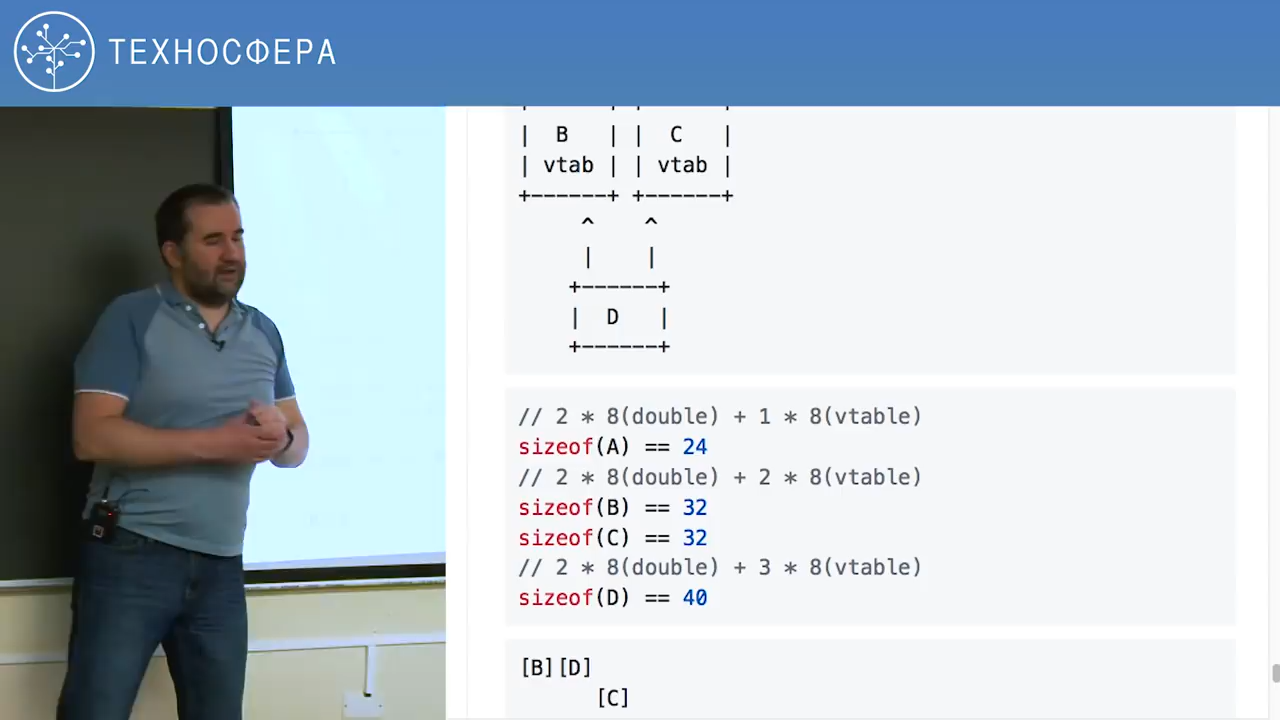 ТЕХНОСФЕРА
| B | | C |
| vtab | | vtab |
+------+ +------+
^ ^
| |
+------+
| D |
+------+
// 2 * 8(double) + 1 * 8(vtable)
sizeof(A) == 24
// 2 * 8(double) + 2 * 8(vtable)
sizeof(B) == 32
sizeof(C) == 32
// 2 * 8(double) + 3 * 8(vtable)
sizeof(D) == 40
[B][D]
[C]